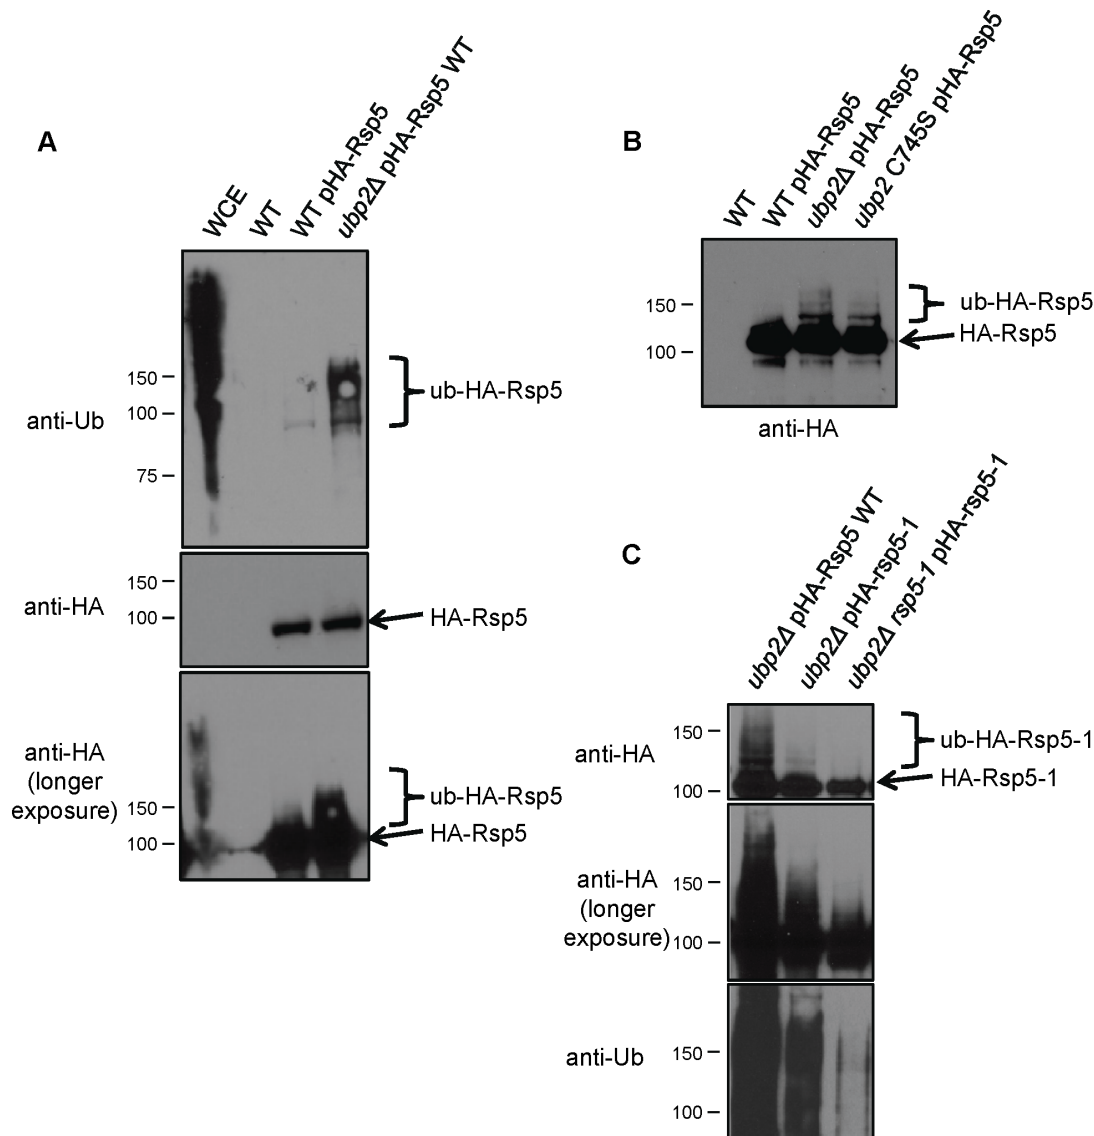 A
WCE
WT
WT pHA-Rsp5
ubp2Δ pHA-Rsp5 WT
anti-Ub
150
100
75
ub-HA-Rsp5
anti-HA
150
100
HA-Rsp5
anti-HA
(longer
exposure)
150
100
ub-HA-Rsp5
HA-Rsp5
B
WT
WT pHA-Rsp5
ubp2Δ pHA-Rsp5
ubp2 C745S pHA-Rsp5
150
100
ub-HA-Rsp5
HA-Rsp5
anti-HA
C
ubp2Δ pHA-Rsp5 WT
ubp2Δ pHA-rsp5-1
ubp2Δ rsp5-1 pHA-rsp5-1
anti-HA
150
100
ub-HA-Rsp5-1
HA-Rsp5-1
anti-HA
(longer
exposure)
150
100
anti-Ub
150
100